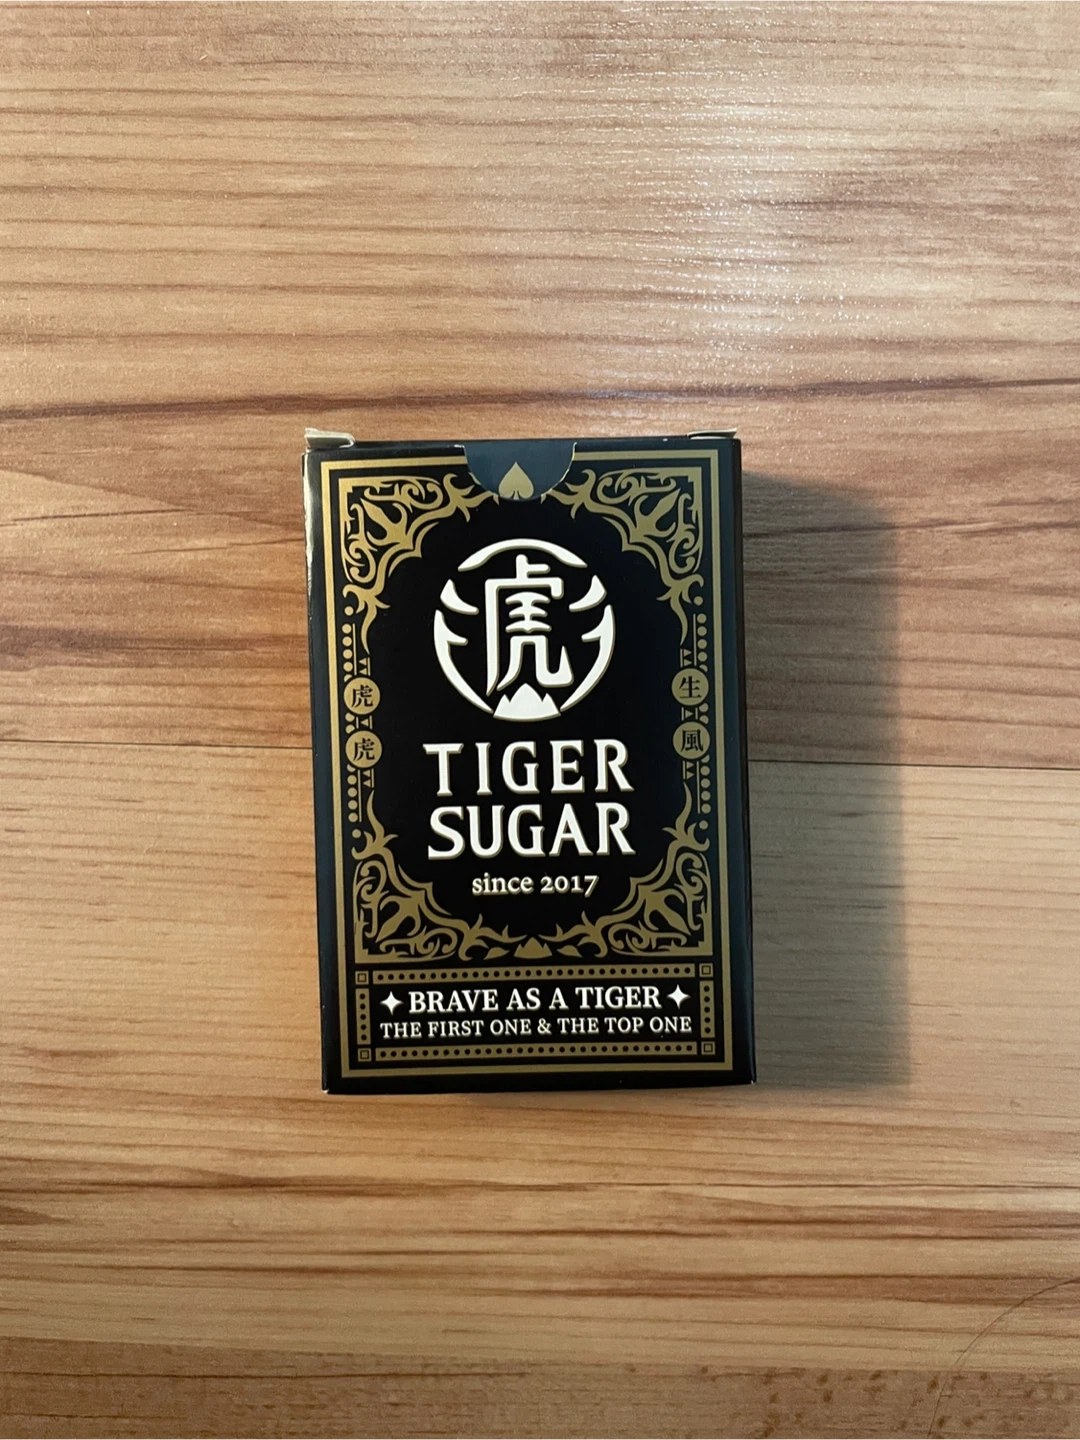 虎
TIGER
SUGAR
since 2017
虎虎
生風
BRAVE AS A TIGER
THE FIRST ONE & THE TOP ONE